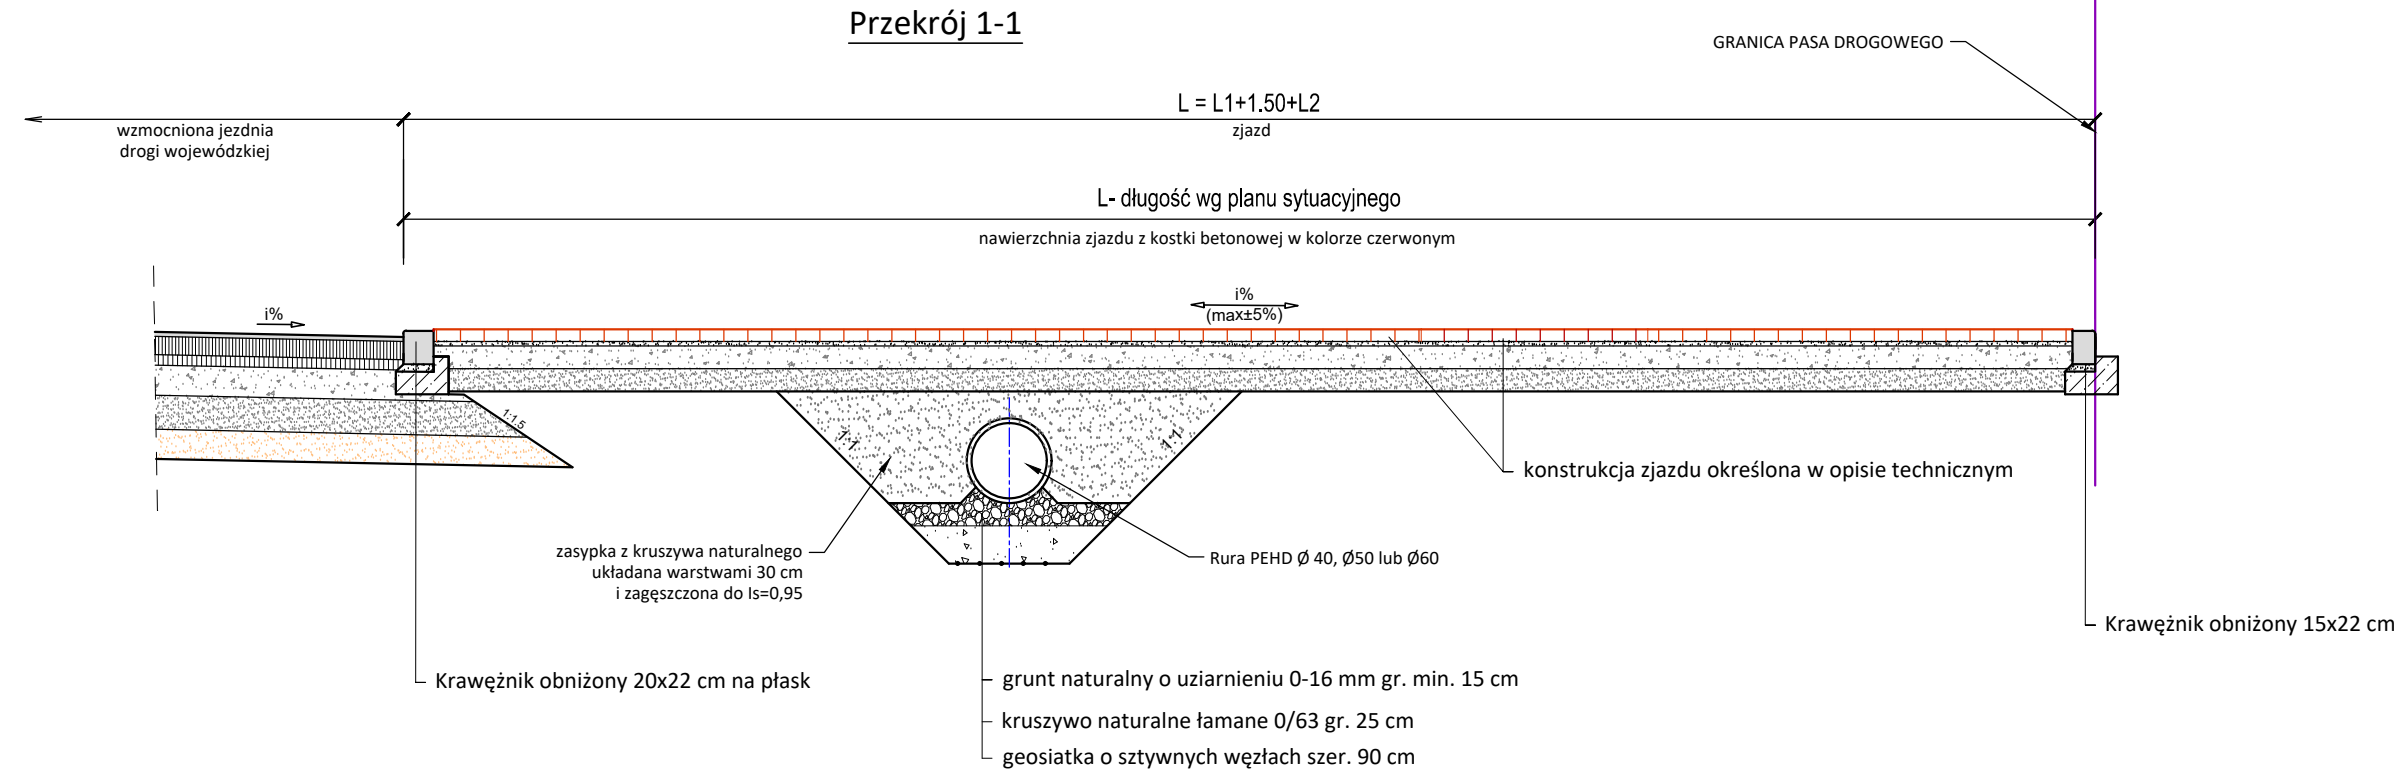 Przekrój 1-1
GRANICA PASA DROGOWEGO
L = L1+1.50+L2
zjazd
wzmocniona jezdnia
drogi wojewódzkiej
L- długość wg planu sytuacyjnego
nawierzchnia zjazdu z kostki betonowej w kolorze czerwonym
i%
i%
(max±5%)
1:1.5
1:1
1:1
konstrukcja zjazdu określona w opisie technicznym
zasypka z kruszywa naturalnego
układana warstwami 30 cm
i zagęszczona do Is=0,95
Rura PEHD Ø 40, Ø50 lub Ø60
Krawężnik obniżony 15x22 cm
Krawężnik obniżony 20x22 cm na płask
grunt naturalny o uziarnieniu 0-16 mm gr. min. 15 cm
kruszywo naturalne łamane 0/63 gr. 25 cm
geosiatka o sztywnych węzłach szer. 90 cm